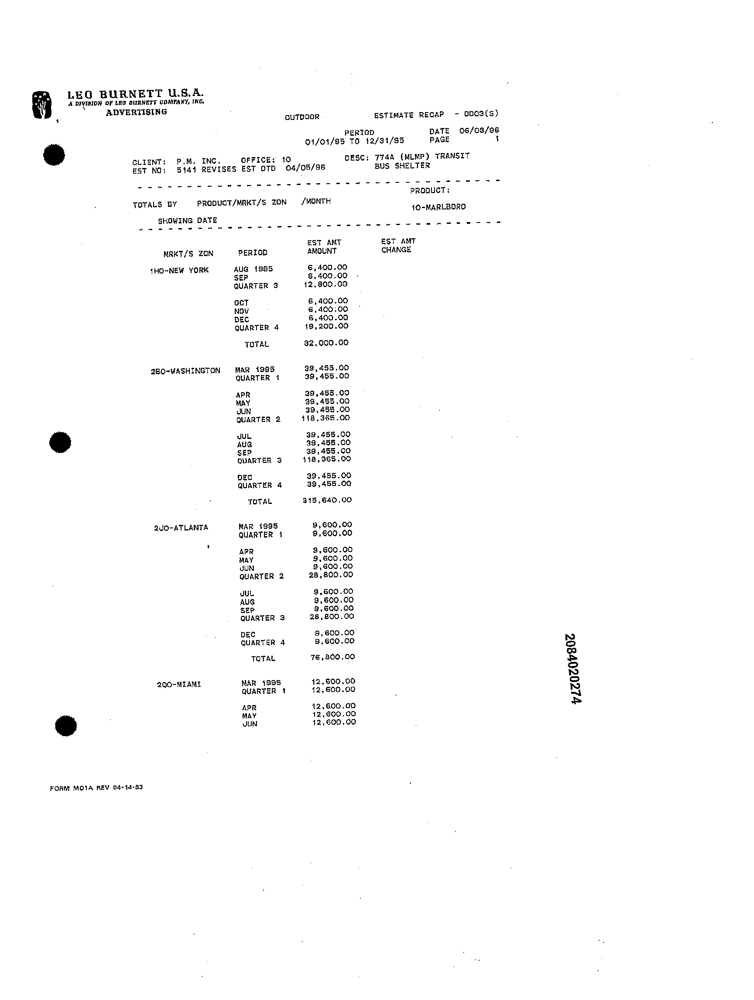 LEO BURNETT U.S.A.
A DIVISION OF LEO BURNETT COMPANY, INC.
ADVERTISING
OUTDOOR ESTIMATE RECAP - 0DC3(S)
PERIOD DATE 06/03/96
01/01/95 TO 12/31/95 PAGE 1
CLIENT: P.M. INC. OFFICE: 10 DESC: 774A (MLMP) TRANSIT
EST NO: 5141 REVISES EST DTD 04/05/96 BUS SHELTER
PRODUCT:
TOTALS BY PRODUCT/MRKT/S ZON /MONTH 10-MARLBORO
SHOWING DATE
EST AMT EST AMT
MRKT/S ZON PERIOD AMOUNT CHANGE
1H0-NEW YORK AUG 1995 6,400.00
SEP 6,400.00
QUARTER 3 12,800.00
OCT 6,400.00
NOV 6,400.00
DEC 6,400.00
QUARTER 4 19,200.00
TOTAL 32,000.00
2B0-WASHINGTON MAR 1995 39,455.00
QUARTER 1 39,455.00
APR 39,455.00
MAY 39,455.00
JUN 39,455.00
QUARTER 2 118,365.00
JUL 39,455.00
AUG 39,455.00
SEP 39,455.00
QUARTER 3 118,365.00
DEC 39,455.00
QUARTER 4 39,455.00
TOTAL 315,640.00
2J0-ATLANTA MAR 1995 9,600.00
QUARTER 1 9,600.00
APR 9,600.00
MAY 9,600.00
JUN 9,600.00
QUARTER 2 28,800.00
JUL 9,600.00
AUG 9,600.00
SEP 9,600.00
QUARTER 3 28,800.00
DEC 9,600.00
QUARTER 4 9,600.00
TOTAL 76,800.00
2Q0-MIAMI MAR 1995 12,600.00
QUARTER 1 12,600.00
APR 12,600.00
MAY 12,600.00
JUN 12,600.00
2084020274
FORM M01A REV 04-14-83